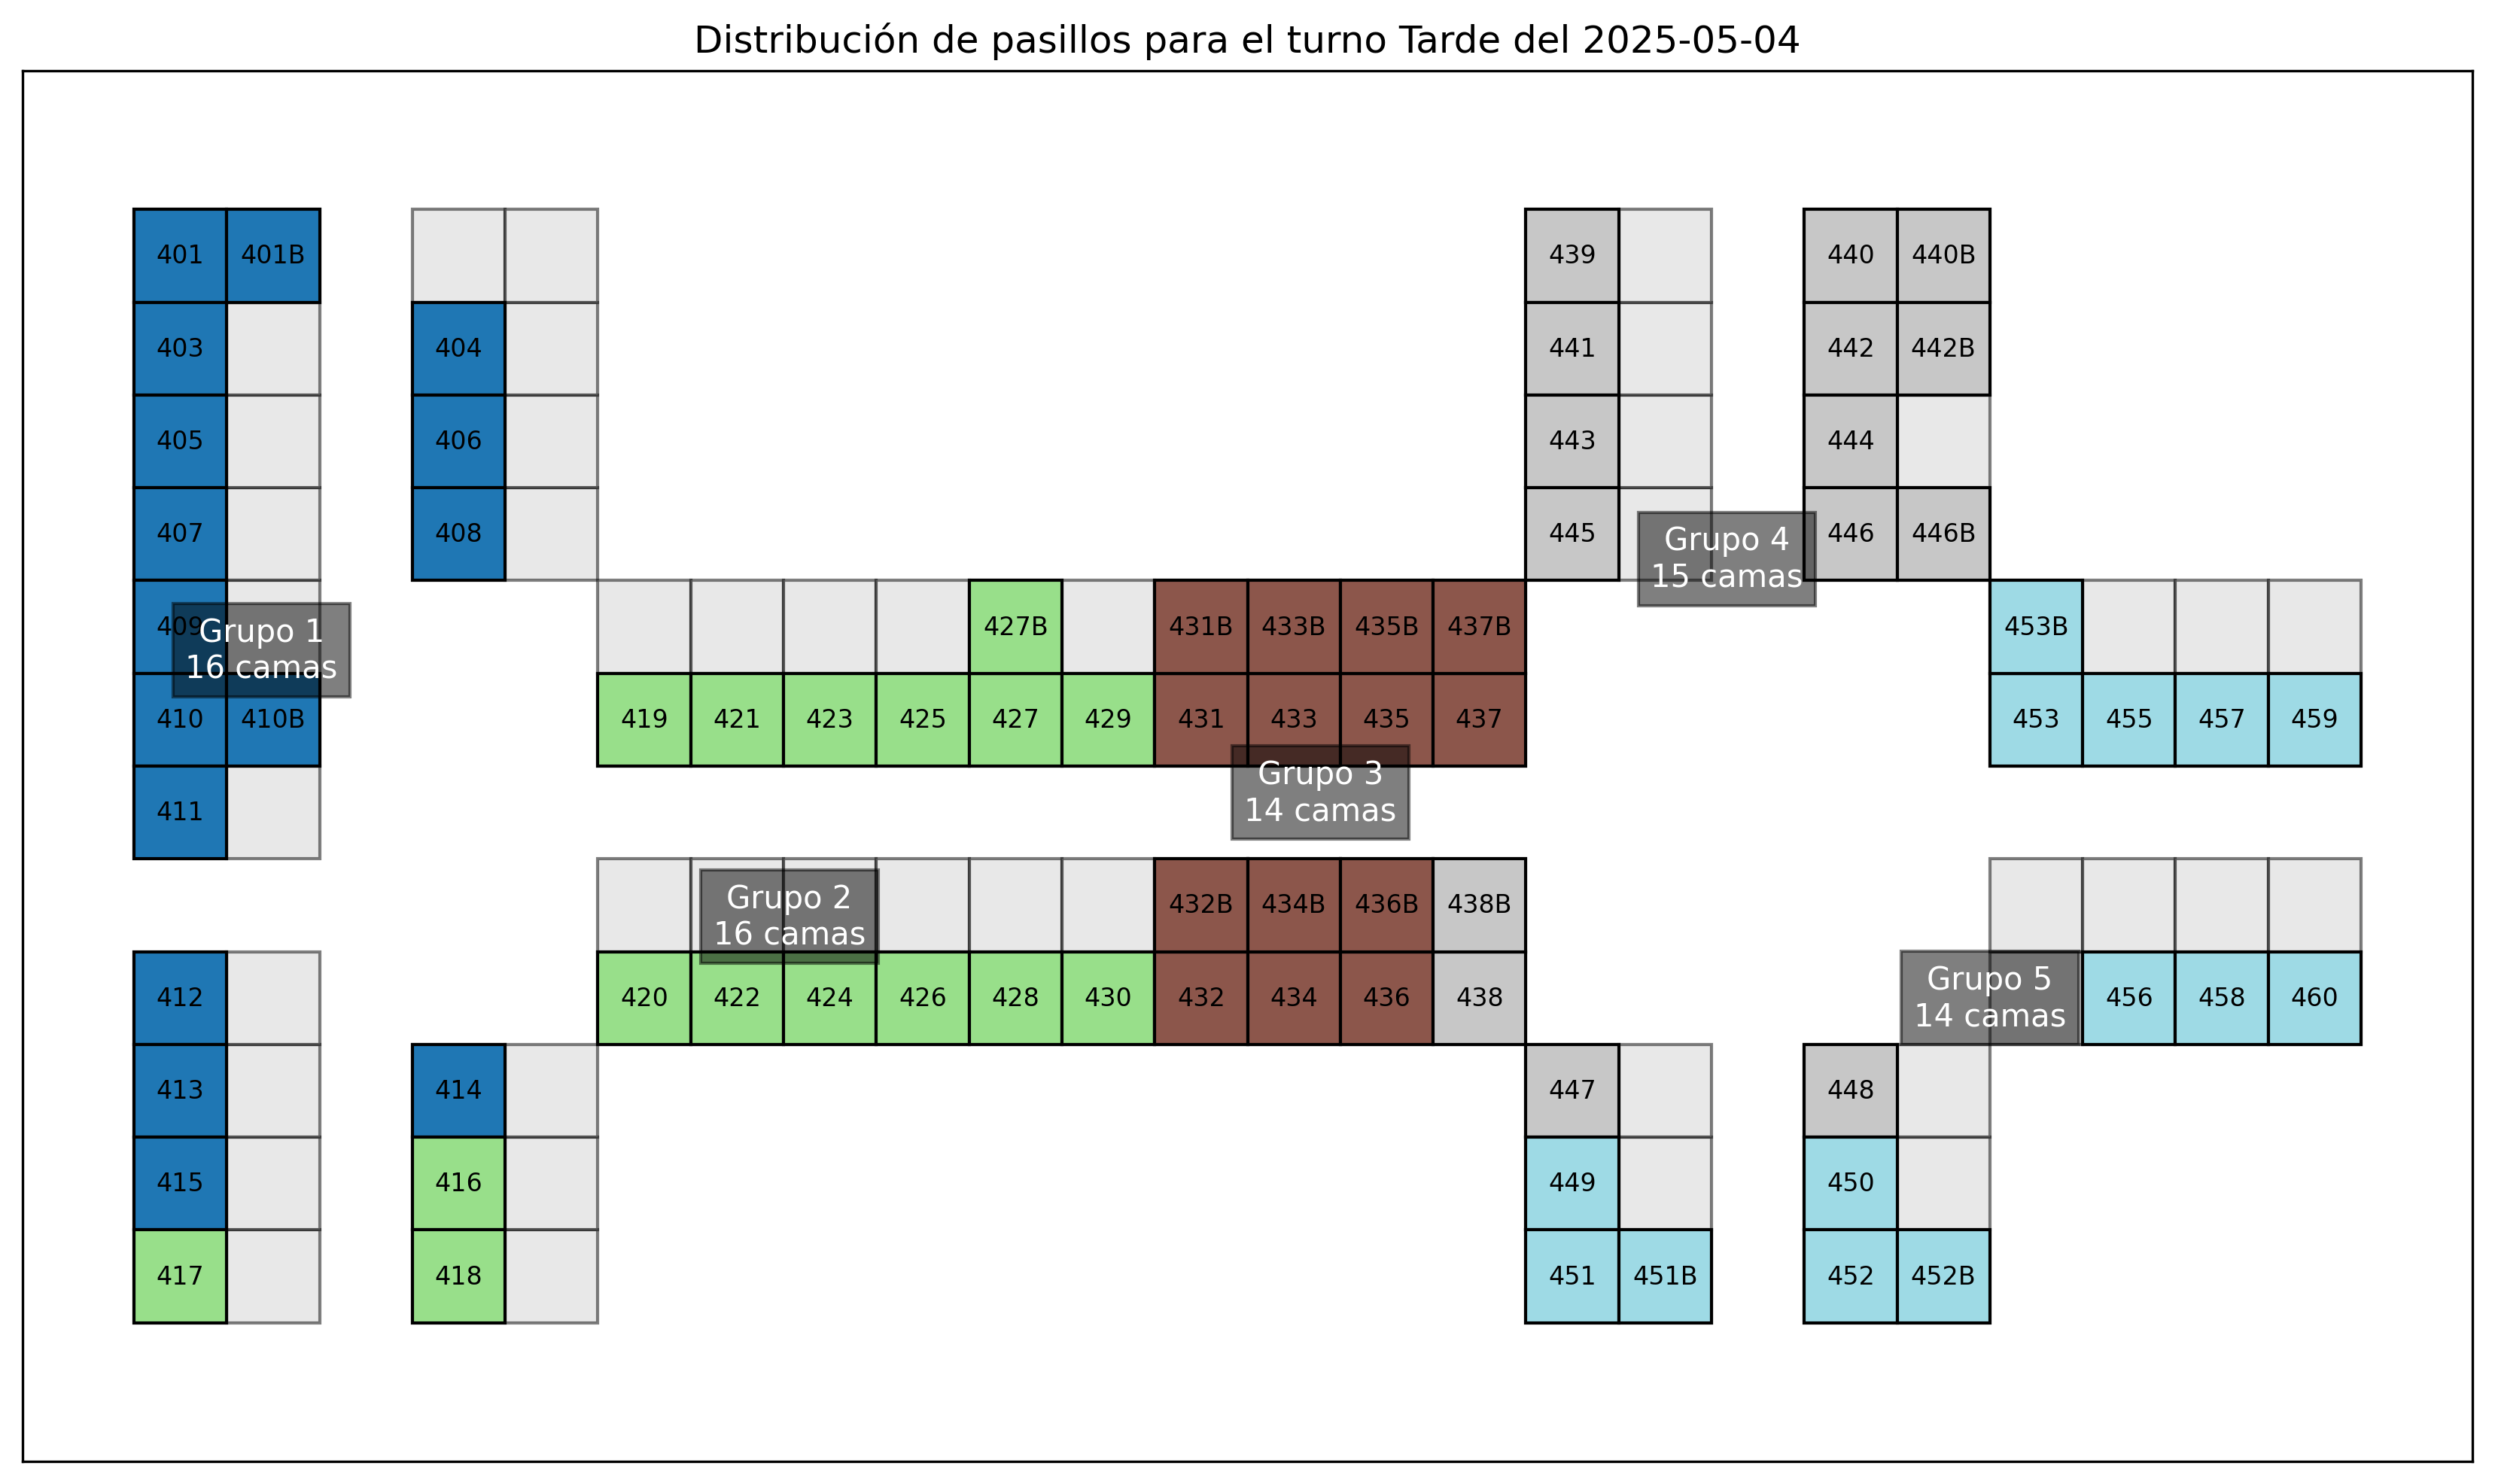 Distribución de pasillos para el turno Tarde del 2025-05-04
401 401B 439 440 440B
403 404 441 442 442B
405 406 443 444
407 408 445 446 446B
Grupo 4
15 camas
409 427B 431B 433B 435B 437B 453B
Grupo 1
16 camas
410 410B 419 421 423 425 427 429 431 433 435 437 453 455 457 459
Grupo 3
14 camas
411
432B 434B 436B 438B
Grupo 2
16 camas
412 420 422 424 426 428 430 432 434 436 438 456 458 460
Grupo 5
14 camas
413 414 447 448
415 416 449 450
417 418 451 451B 452 452B